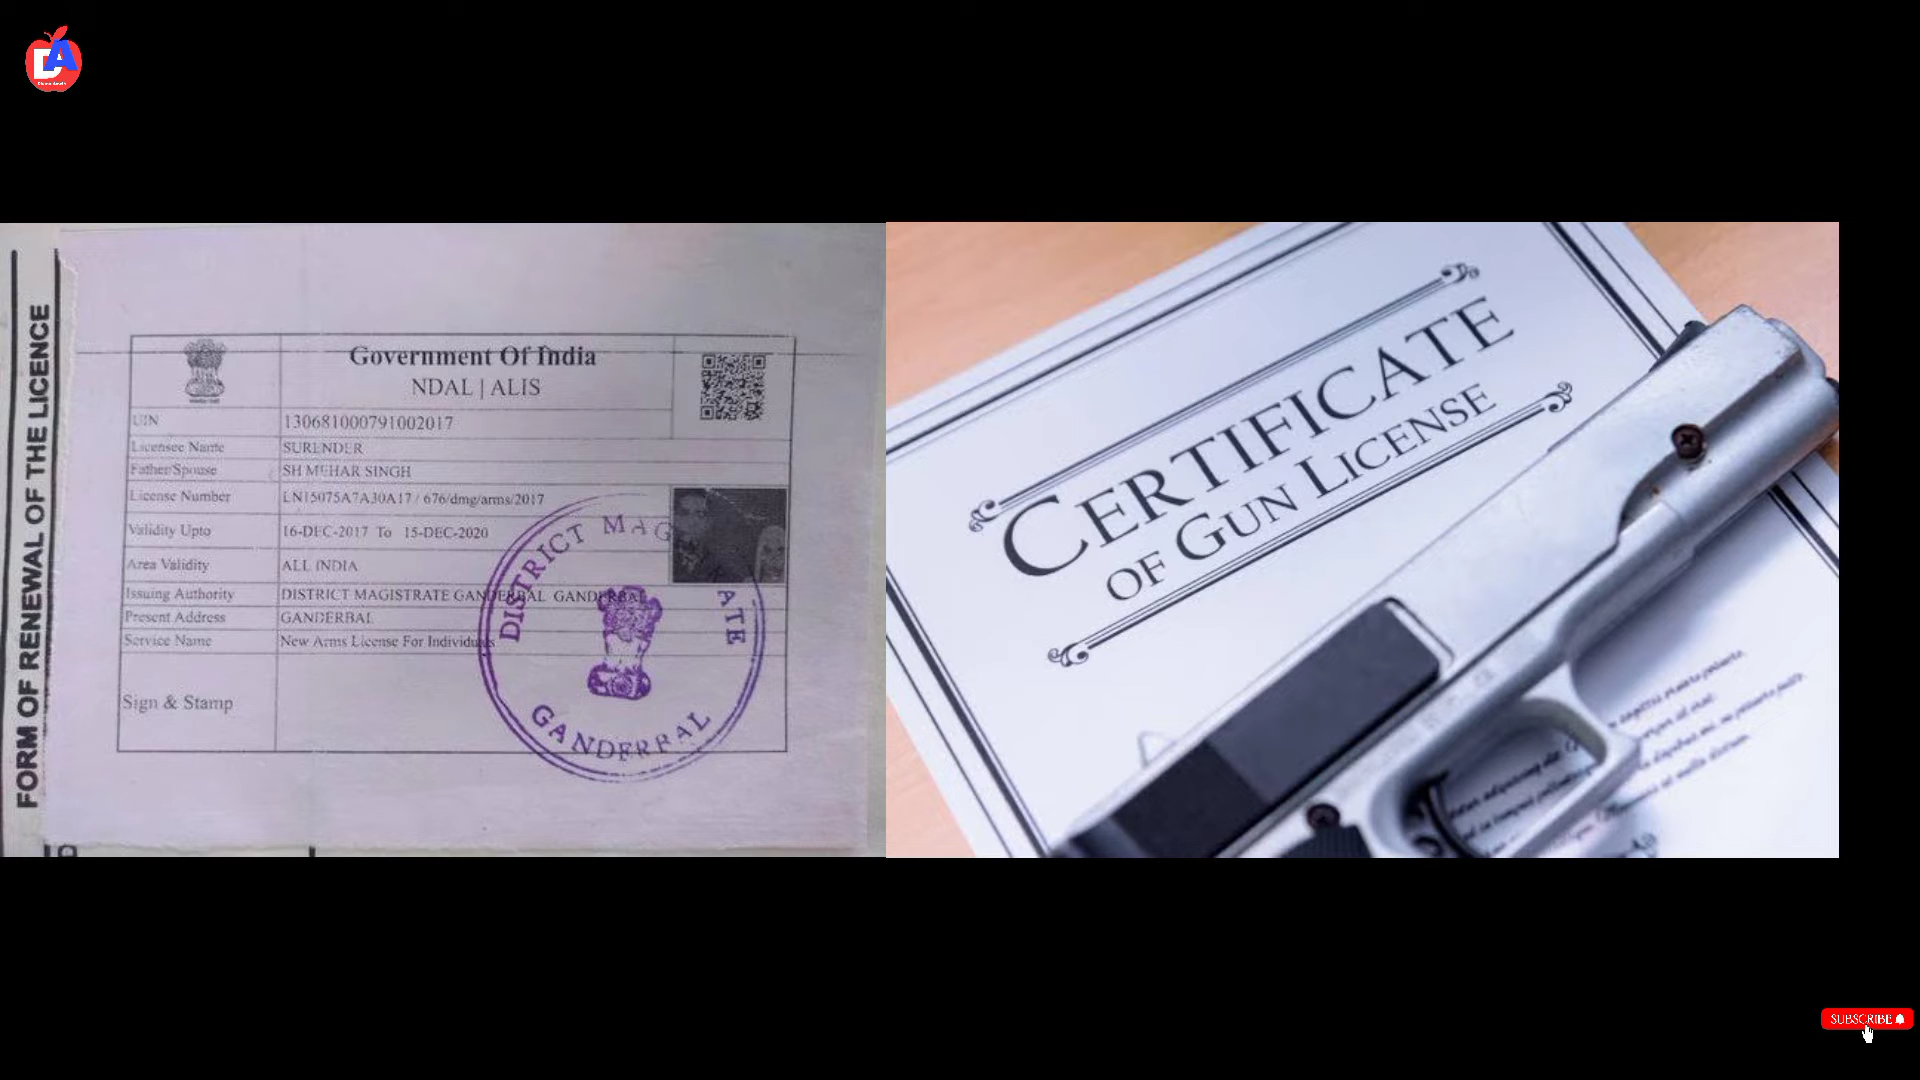 DA
FORM OF RENEWAL OF THE LICENCE
Government Of India
NDAL | ALIS
UIN 130681000791002017
Licensee Name SURENDER
Father/Spouse SH MEHAR SINGH
License Number LN15075A7A30A17 / 676/dmg/arms/2017
Validity Upto 16-DEC-2017 To 15-DEC-2020
Area Validity ALL INDIA
Issuing Authority DISTRICT MAGISTRATE GANDERBAL GANDERBAL
Present Address GANDERBAL
Service Name New Arms License For Individuals
Sign & Stamp
DISTRICT MAG ATE
GANDERBAL
CERTIFICATE
OF GUN LICENSE
SUBSCRIBE